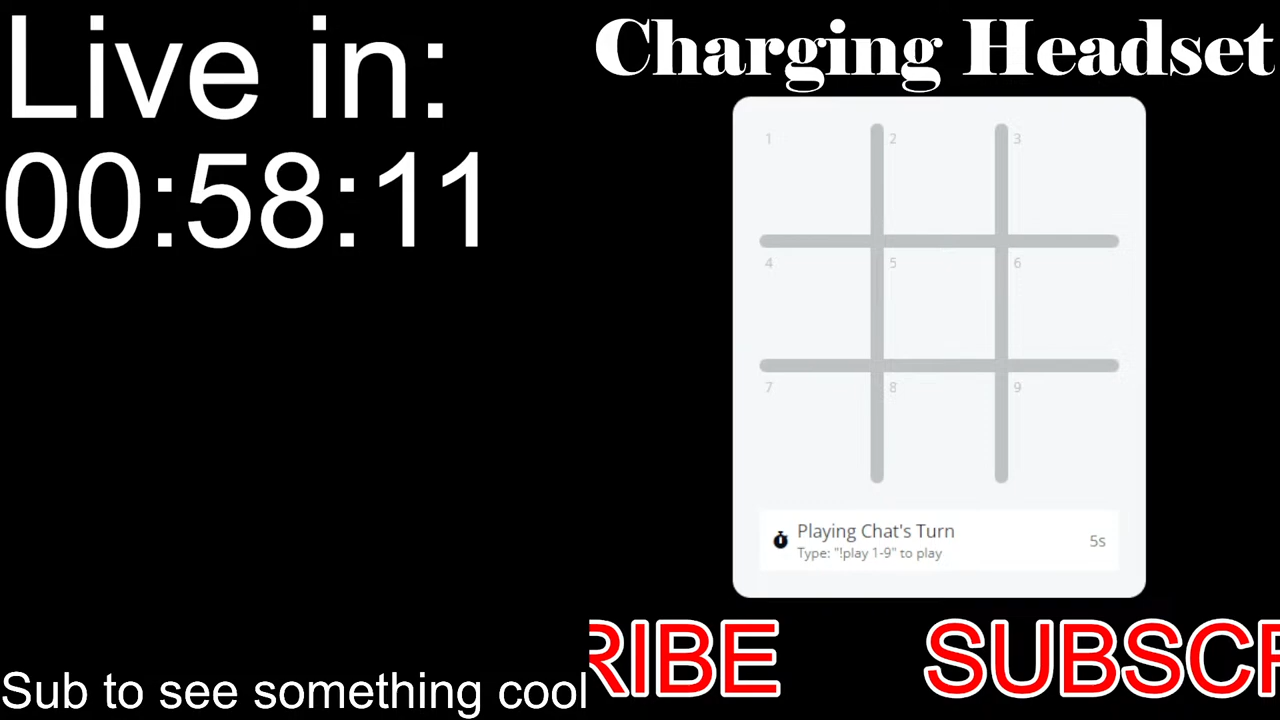 Live in:
00:58:11
Sub to see something cool
Charging Headset
1 2 3
4 5 6
7 8 9
Playing Chat's Turn
Type: "!play 1-9" to play
5s
RIBE SUBSCR